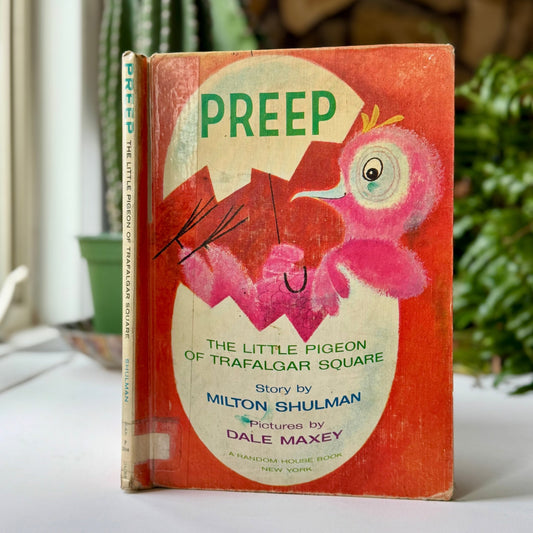 PREEP
THE LITTLE PIGEON OF TRAFALGAR SQUARE
SHULMAN
PREEP
THE LITTLE PIGEON
OF TRAFALGAR SQUARE
Story by
MILTON SHULMAN
Pictures by
DALE MAXEY
A RANDOM HOUSE BOOK
NEW YORK